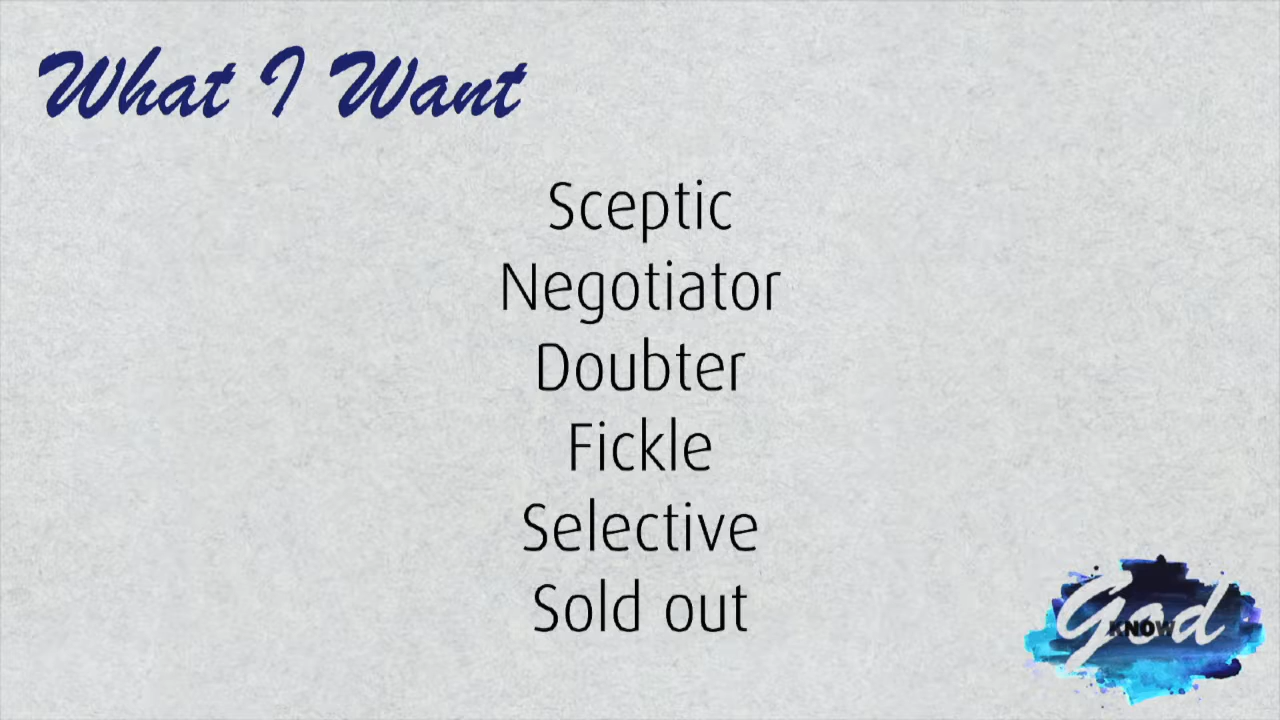 What I Want
Sceptic
Negotiator
Doubter
Fickle
Selective
Sold out
God
KNOW